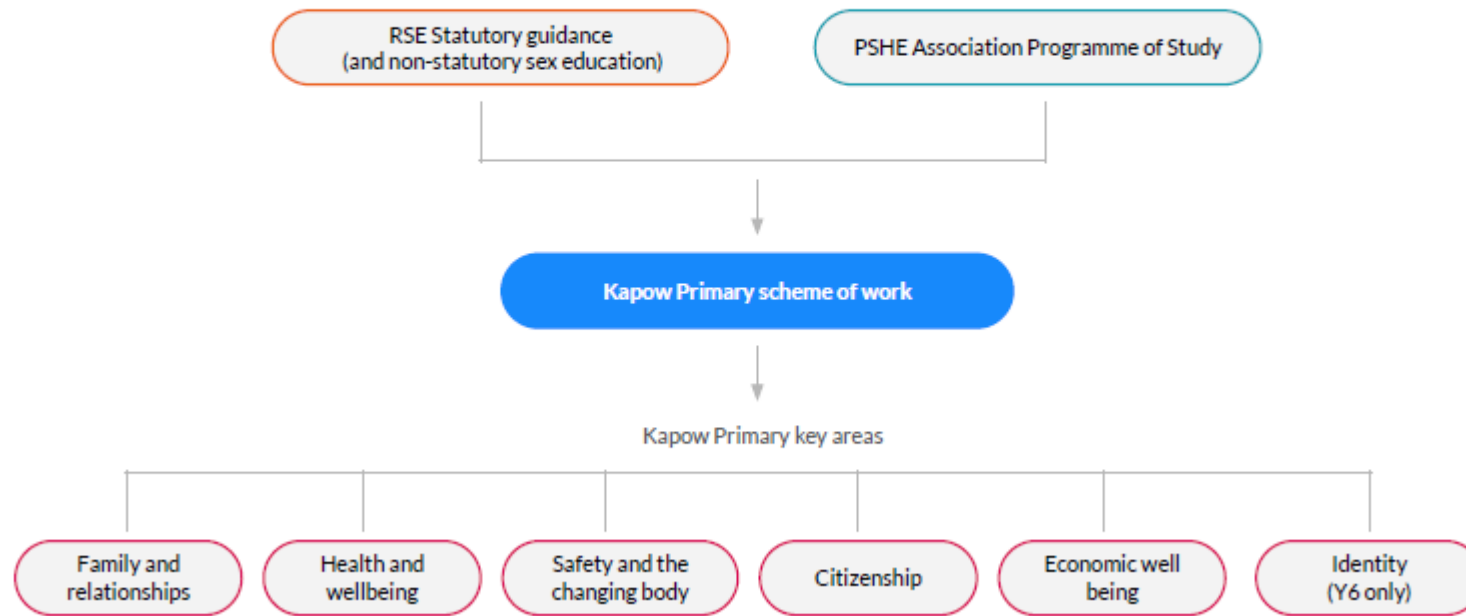 RSE Statutory guidance
(and non-statutory sex education)
PSHE Association Programme of Study
Kapow Primary scheme of work
Kapow Primary key areas
Family and
relationships
Health and
wellbeing
Safety and the
changing body
Citizenship
Economic well
being
Identity
(Y6 only)